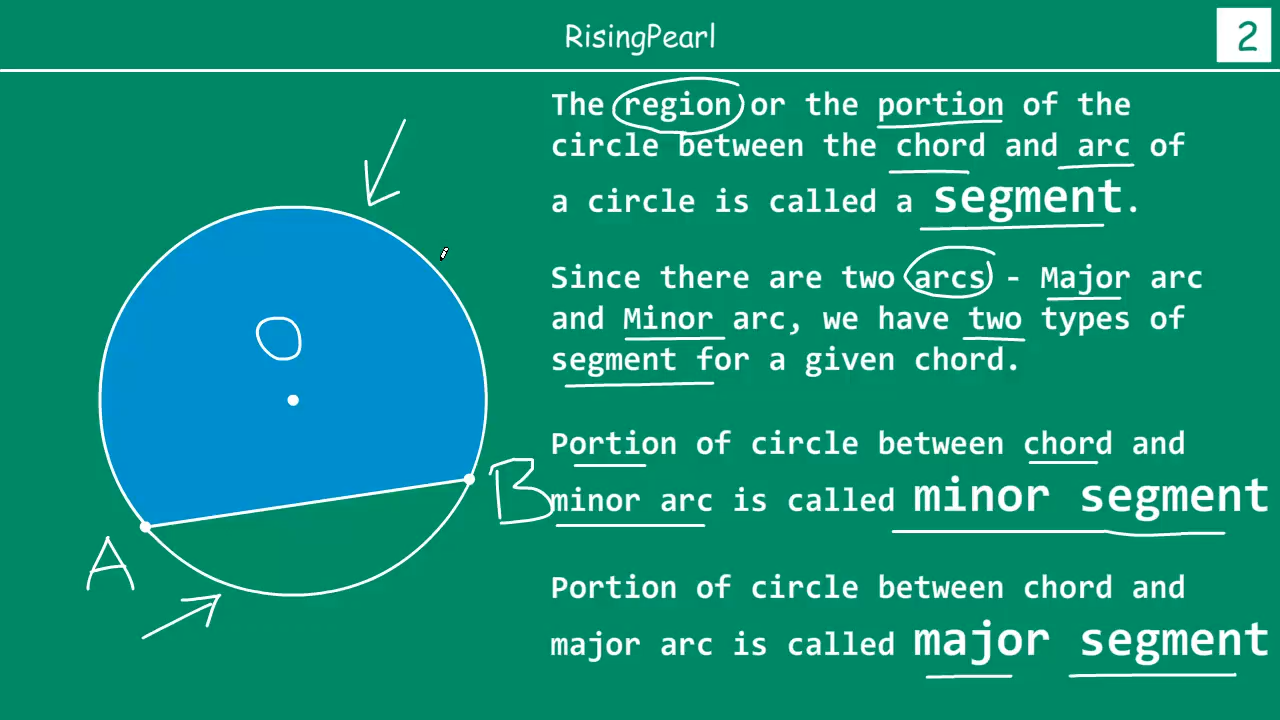 RisingPearl
2
The region or the portion of the
circle between the chord and arc of
a circle is called a segment.
Since there are two arcs - Major arc
and Minor arc, we have two types of
segment for a given chord.
Portion of circle between chord and
minor arc is called minor segment
Portion of circle between chord and
major arc is called major segment
O
A
B